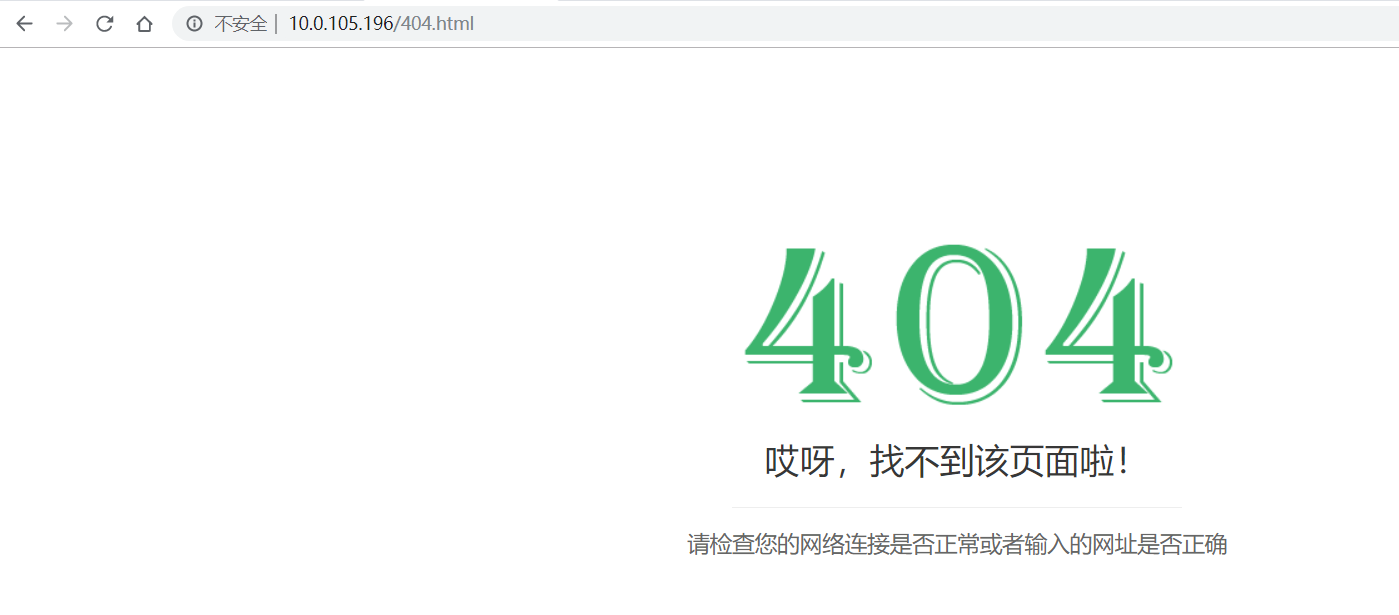 不安全 | 10.0.105.196/404.html
404
哎呀，找不到该页面啦！
请检查您的网络连接是否正常或者输入的网址是否正确